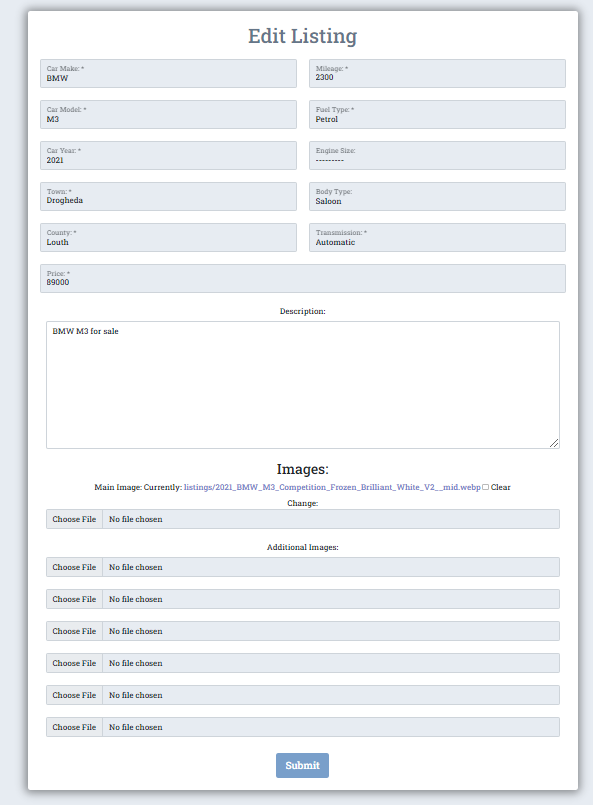 Edit Listing
Car Make: *
BMW
Mileage: *
2300
Car Model: *
M3
Fuel Type: *
Petrol
Car Year: *
2021
Engine Size:
---------
Town: *
Drogheda
Body Type:
Saloon
County: *
Louth
Transmission: *
Automatic
Price: *
89000
Description:
BMW M3 for sale
Images:
Main Image: Currently: listings/2021_BMW_M3_Competition_Frozen_Brilliant_White_V2__mid.webp Clear
Change:
Choose File No file chosen
Additional Images:
Choose File No file chosen
Choose File No file chosen
Choose File No file chosen
Choose File No file chosen
Choose File No file chosen
Choose File No file chosen
Submit